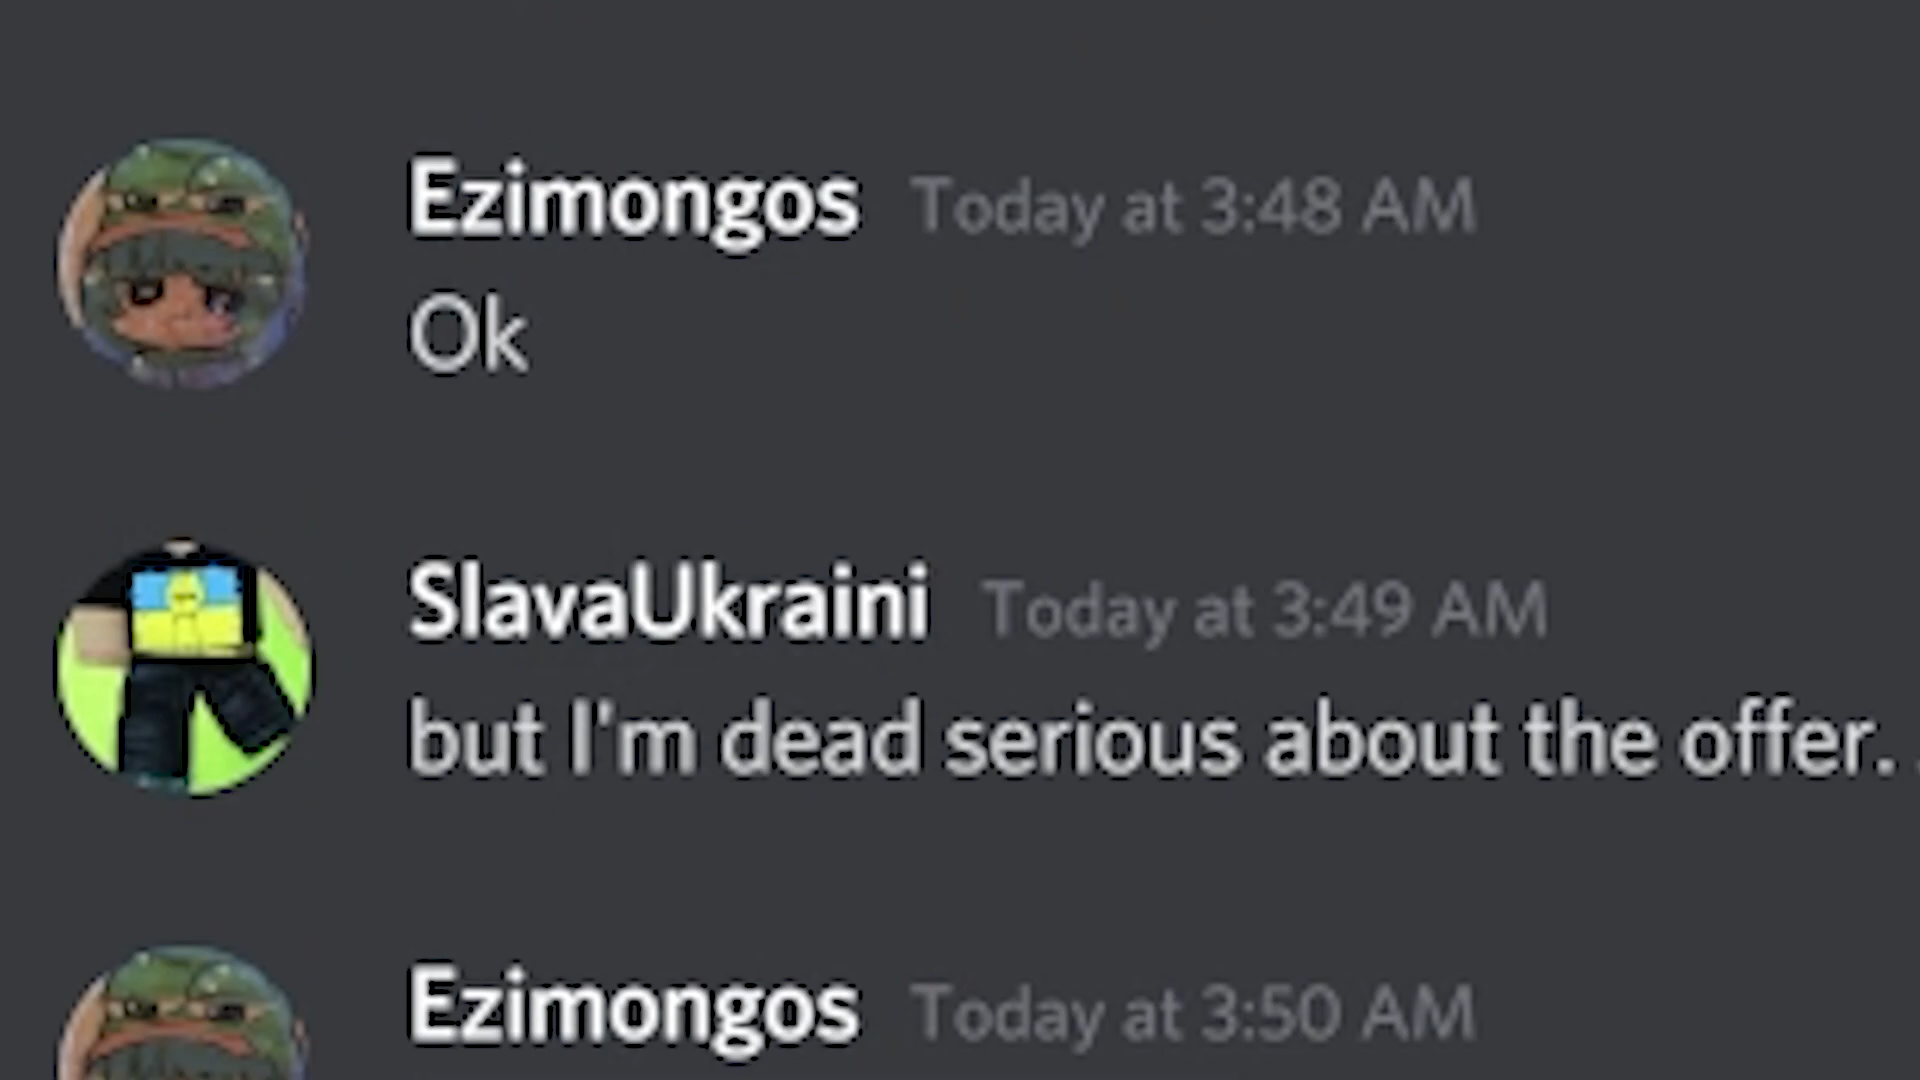 Ezimongos Today at 3:48 AM
Ok
SlavaUkraini Today at 3:49 AM
but I'm dead serious about the offer. .
Ezimongos Today at 3:50 AM